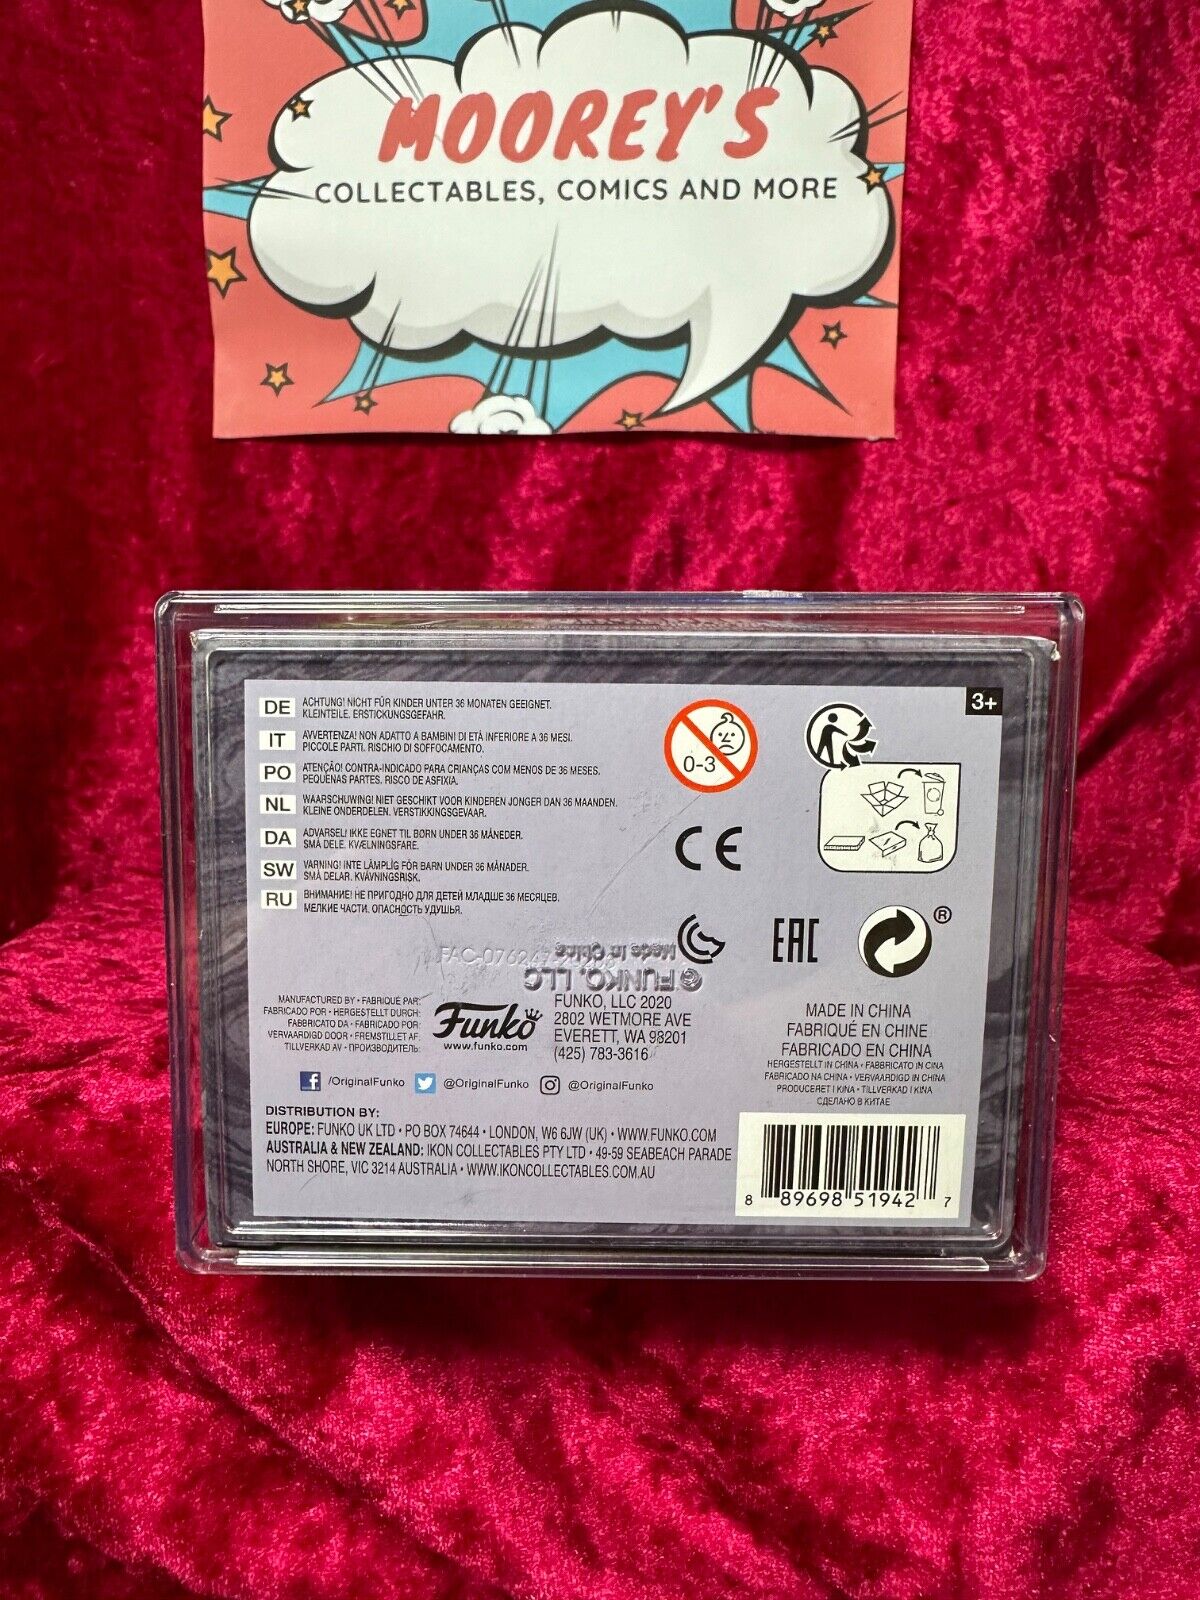 MOOREY'S
COLLECTABLES, COMICS AND MORE
3+
DE ACHTUNG! NICHT FÜR KINDER UNTER 36 MONATEN GEEIGNET.
KLEINTEILE. ERSTICKUNGSGEFAHR.
IT AVVERTENZA! NON ADATTO A BAMBINI DI ETÀ INFERIORE A 36 MESI.
PICCOLE PARTI. RISCHIO DI SOFFOCAMENTO.
PO ATENÇÃO! CONTRA-INDICADO PARA CRIANÇAS COM MENOS DE 36 MESES.
PEQUENAS PARTES. RISCO DE ASFIXIA.
NL WAARSCHUWING! NIET GESCHIKT VOOR KINDEREN JONGER DAN 36 MAANDEN.
KLEINE ONDERDELEN. VERSTIKKINGSGEVAAR.
DA ADVARSEL! IKKE EGNET TIL BØRN UNDER 36 MÅNEDER.
SMÅ DELE. KVÆLNINGSFARE.
SW VARNING! INTE LÄMPLIG FÖR BARN UNDER 36 MÅNADER.
SMÅ DELAR. KVÄVNINGSRISK.
RU ВНИМАНИЕ! НЕ ПРИГОДНО ДЛЯ ДЕТЕЙ МЛАДШЕ 36 МЕСЯЦЕВ.
МЕЛКИЕ ЧАСТИ. ОПАСНОСТЬ УДУШЬЯ.
0-3
CE
EAC
®
FAC-076247
Made in China
© FUNKO, LLC
MANUFACTURED BY • FABRIQUÉ PAR:
FABRICADO POR • HERGESTELLT DURCH:
FABBRICATO DA • FABRICADO POR:
VERVAARDIGD DOOR • FREMSTILLET AF:
TILLVERKAD AV • ПРОИЗВОДИТЕЛЬ:
Funko
www.funko.com
FUNKO, LLC 2020
2802 WETMORE AVE
EVERETT, WA 98201
(425) 783-3616
MADE IN CHINA
FABRIQUÉ EN CHINE
FABRICADO EN CHINA
HERGESTELLT IN CHINA • FABBRICATO IN CINA
FABRICADO NA CHINA • VERVAARDIGD IN CHINA
PRODUCERET I KINA • TILLVERKAD I KINA
СДЕЛАНО В КИТАЕ
/OriginalFunko @OriginalFunko @OriginalFunko
DISTRIBUTION BY:
EUROPE: FUNKO UK LTD • PO BOX 74644 • LONDON, W6 6JW (UK) • WWW.FUNKO.COM
AUSTRALIA & NEW ZEALAND: IKON COLLECTABLES PTY LTD • 49-59 SEABEACH PARADE
NORTH SHORE, VIC 3214 AUSTRALIA • WWW.IKONCOLLECTABLES.COM.AU
8 89698 51942 7